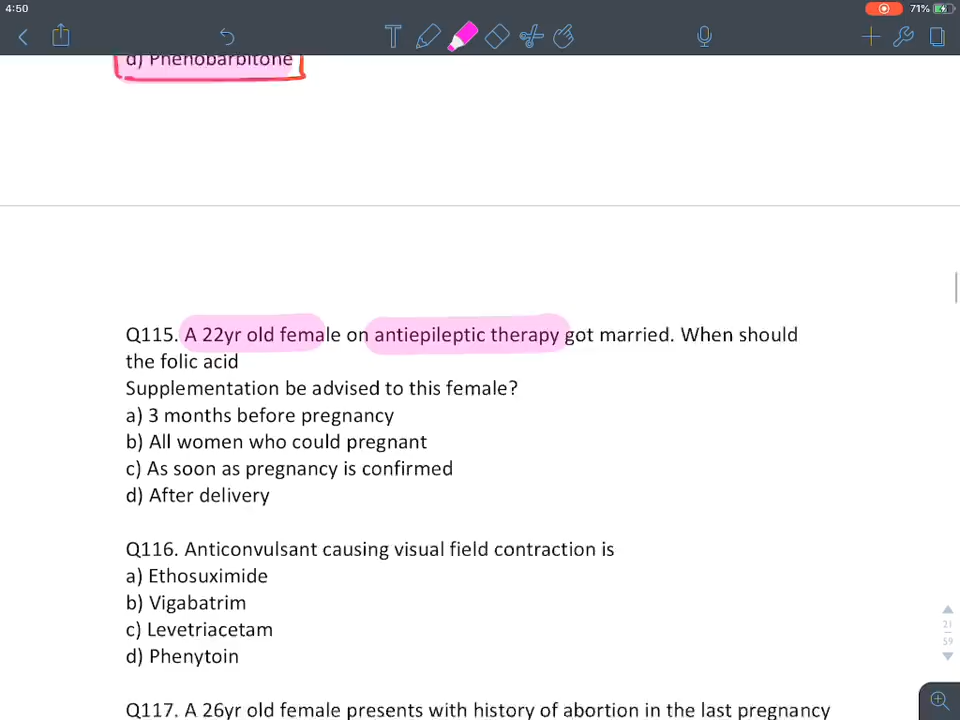 4:50
71%
T
d) Phenobarbitone
Q115. A 22yr old female on antiepileptic therapy got married. When should
the folic acid
Supplementation be advised to this female?
a) 3 months before pregnancy
b) All women who could pregnant
c) As soon as pregnancy is confirmed
d) After delivery
Q116. Anticonvulsant causing visual field contraction is
a) Ethosuximide
b) Vigabatrim
c) Levetriacetam
d) Phenytoin
21
59
Q117. A 26yr old female presents with history of abortion in the last pregnancy